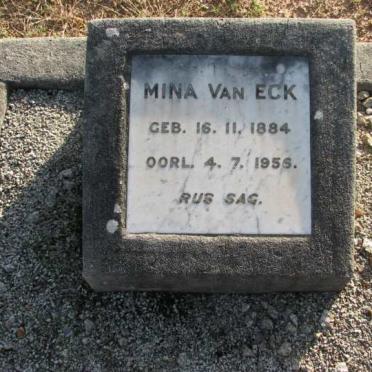 MINA VAN ECK
GEB. 16. 11. 1884
OORL. 4. 7. 1956.
RUS SAG.